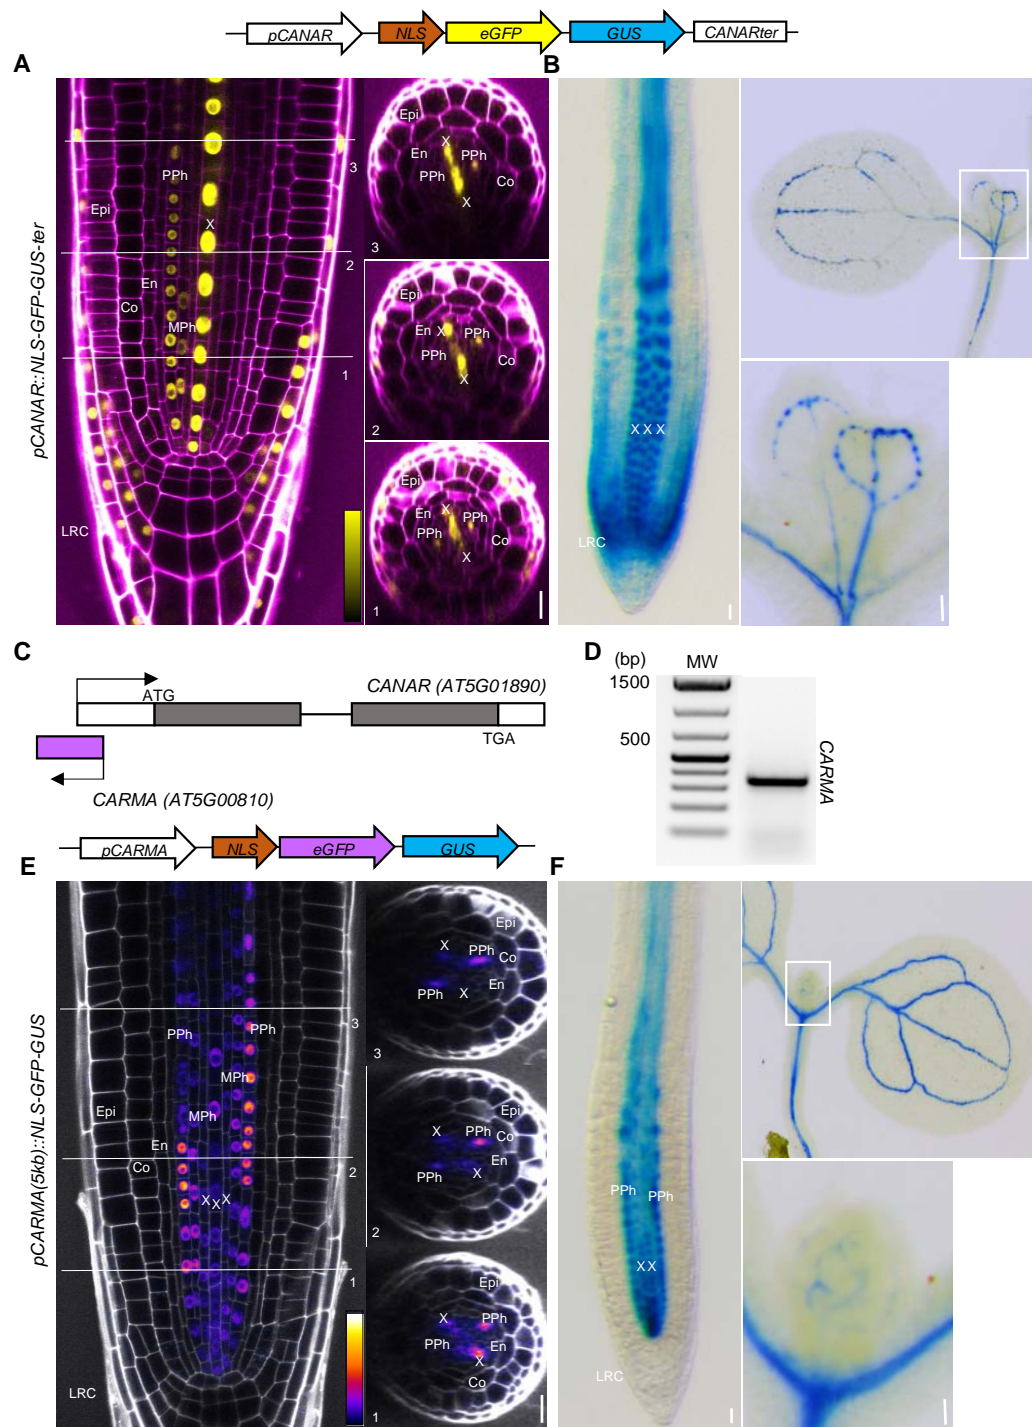 pCANAR NLS eGFP GUS CANARter
A
B
pCANAR::NLS-GFP-GUS-ter
3
PPh
Epi
X
2
En
Co
MPh
1
LRC
Epi
X
En
PPh
PPh
Co
X
3
Epi
En
X
PPh
PPh
Co
X
2
Epi
X
En
PPh
PPh
Co
X
1
X X X
LRC
C
D
ATG
CANAR (AT5G01890)
TGA
CARMA (AT5G00810)
(bp)
MW
1500
500
CARMA
pCARMA NLS eGFP GUS
E
F
pCARMA(5kb)::NLS-GFP-GUS
3
PPh
PPh
MPh
MPh
Epi
En
Co
2
X X X
1
LRC
Epi
X
Co
PPh
En
PPh
X
3
Epi
X
Co
PPh
En
PPh
X
2
Epi
X
PPh
PPh
En
X
Co
1
PPh
PPh
X X
LRC